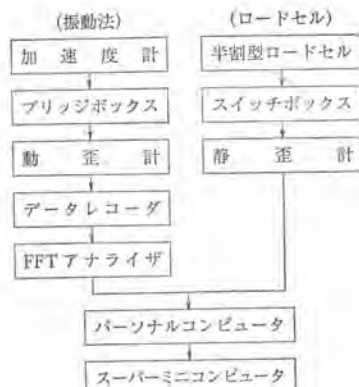 (振動法)
加速度計
ブリッジボックス
動歪計
データレコーダ
FFTアナライザ
(ロードセル)
半割型ロードセル
スイッチボックス
静歪計
パーソナルコンピュータ
スーパーミニコンピュータ